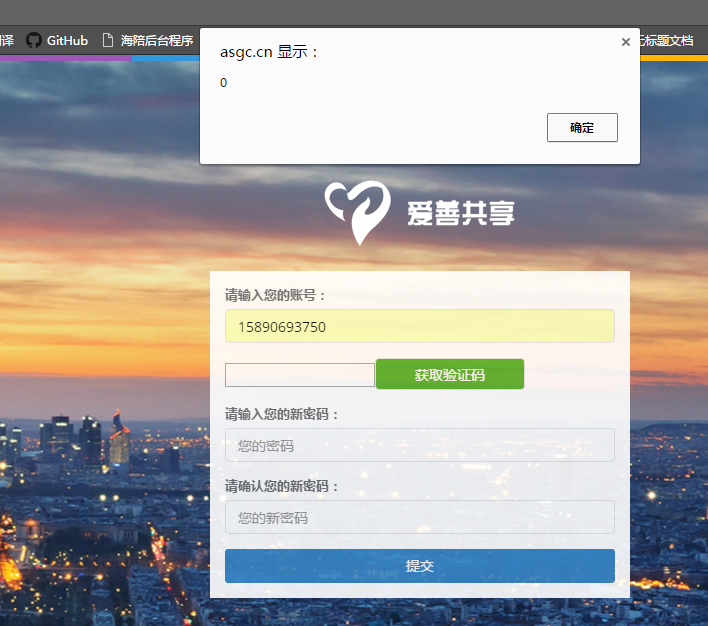 译 GitHub 海陪后台程序 无标题文档
asgc.cn 显示：
×
0
确定
爱善共享
请输入您的账号：
15890693750
获取验证码
请输入您的新密码：
您的密码
请确认您的新密码：
您的新密码
提交